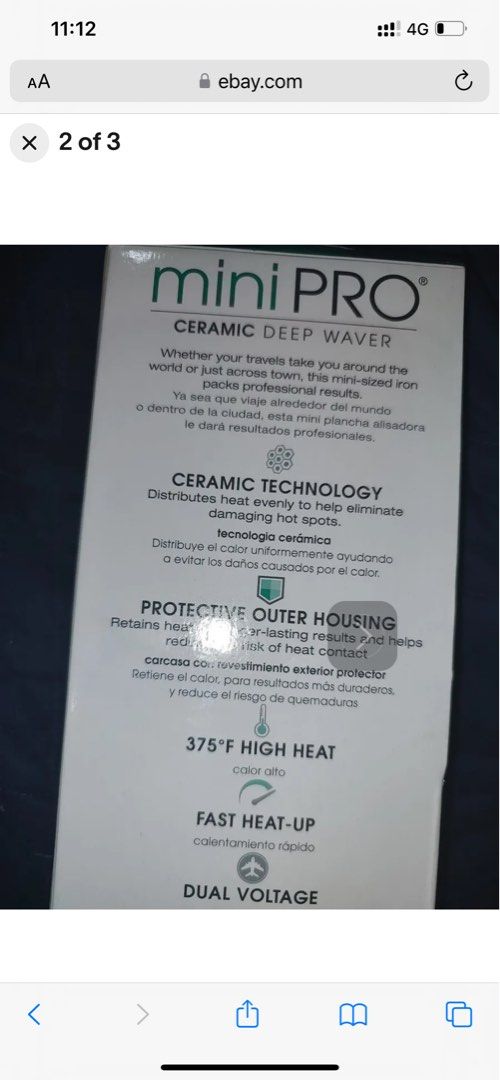 11:12
4G
AA
ebay.com
2 of 3
mini PRO®
CERAMIC DEEP WAVER
Whether your travels take you around the
world or just across town, this mini-sized iron
packs professional results.
Ya sea que viaje alrededor del mundo
o dentro de la ciudad, esta mini plancha alisadora
le dará resultados profesionales.
CERAMIC TECHNOLOGY
Distributes heat evenly to help eliminate
damaging hot spots.
tecnologia cerámica
Distribuye el calor uniformemente ayudando
a evitar los daños causados por el calor.
PROTECTIVE OUTER HOUSING
Retains er-lasting results and helps
risk of heat contact
carcasa con revestimiento exterior protector
Retiene el calor, para resultados más duraderos,
y reduce el riesgo de quemaduras
375°F HIGH HEAT
calor alto
FAST HEAT-UP
calentamiento rápido
DUAL VOLTAGE